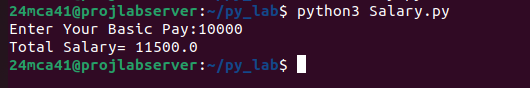 24mca41@projlabserver:~/py_lab$ python3 Salary.py
Enter Your Basic Pay:10000
Total Salary= 11500.0
24mca41@projlabserver:~/py_lab$